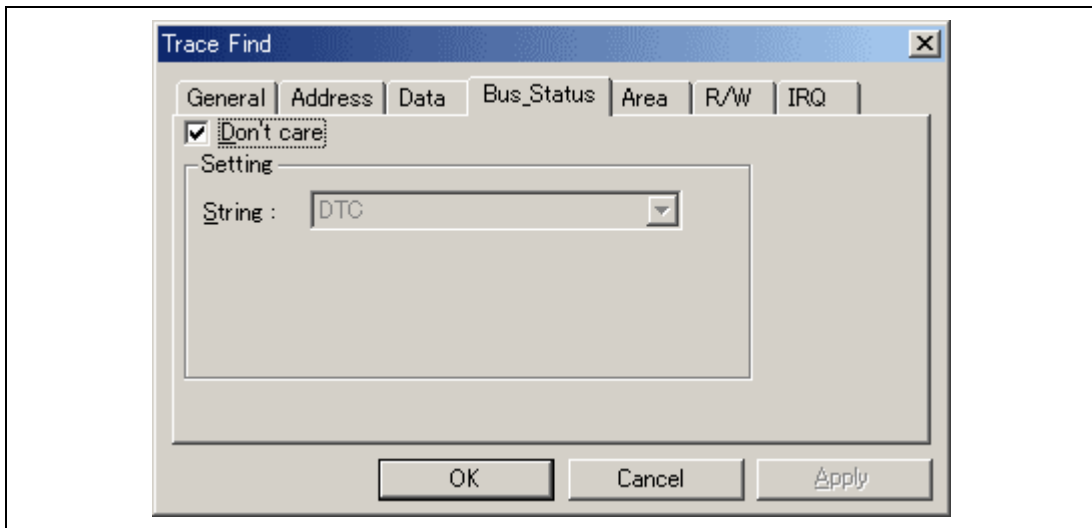 Trace Find
General Address Data Bus_Status Area R/W IRQ
Don't care
Setting
String : DTC
OK Cancel Apply